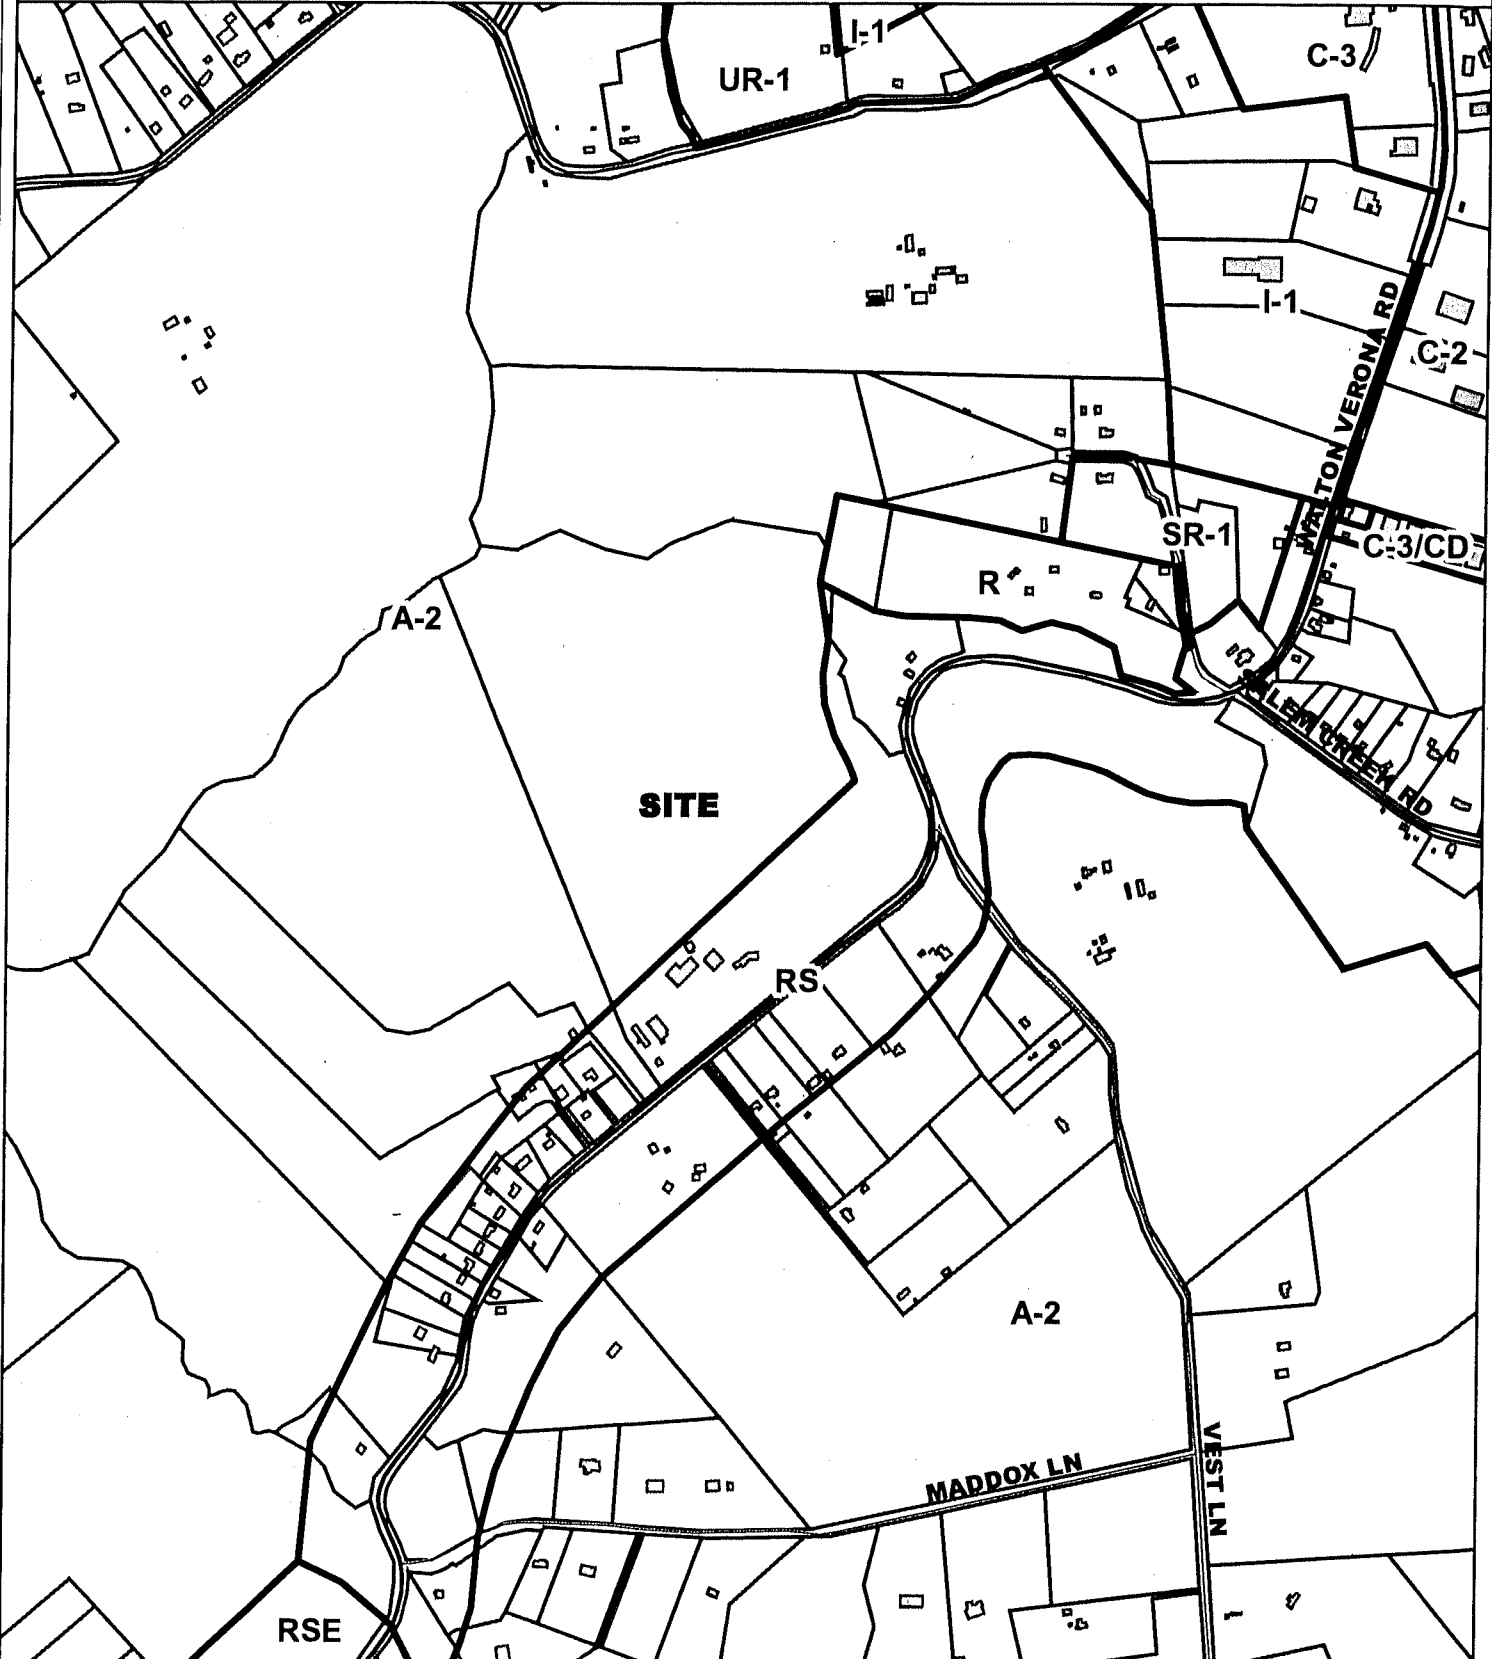 I-1
C-3
UR-1
I-1
C-2
WALTON VERONA RD
SR-1
C-3/CD
R
A-2
SALEM CREEK RD
SITE
RS
A-2
MADDOX LN
VEST LN
RSE